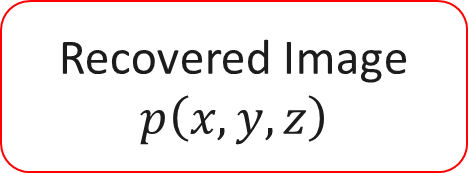 Recovered Image
p(x, y, z)